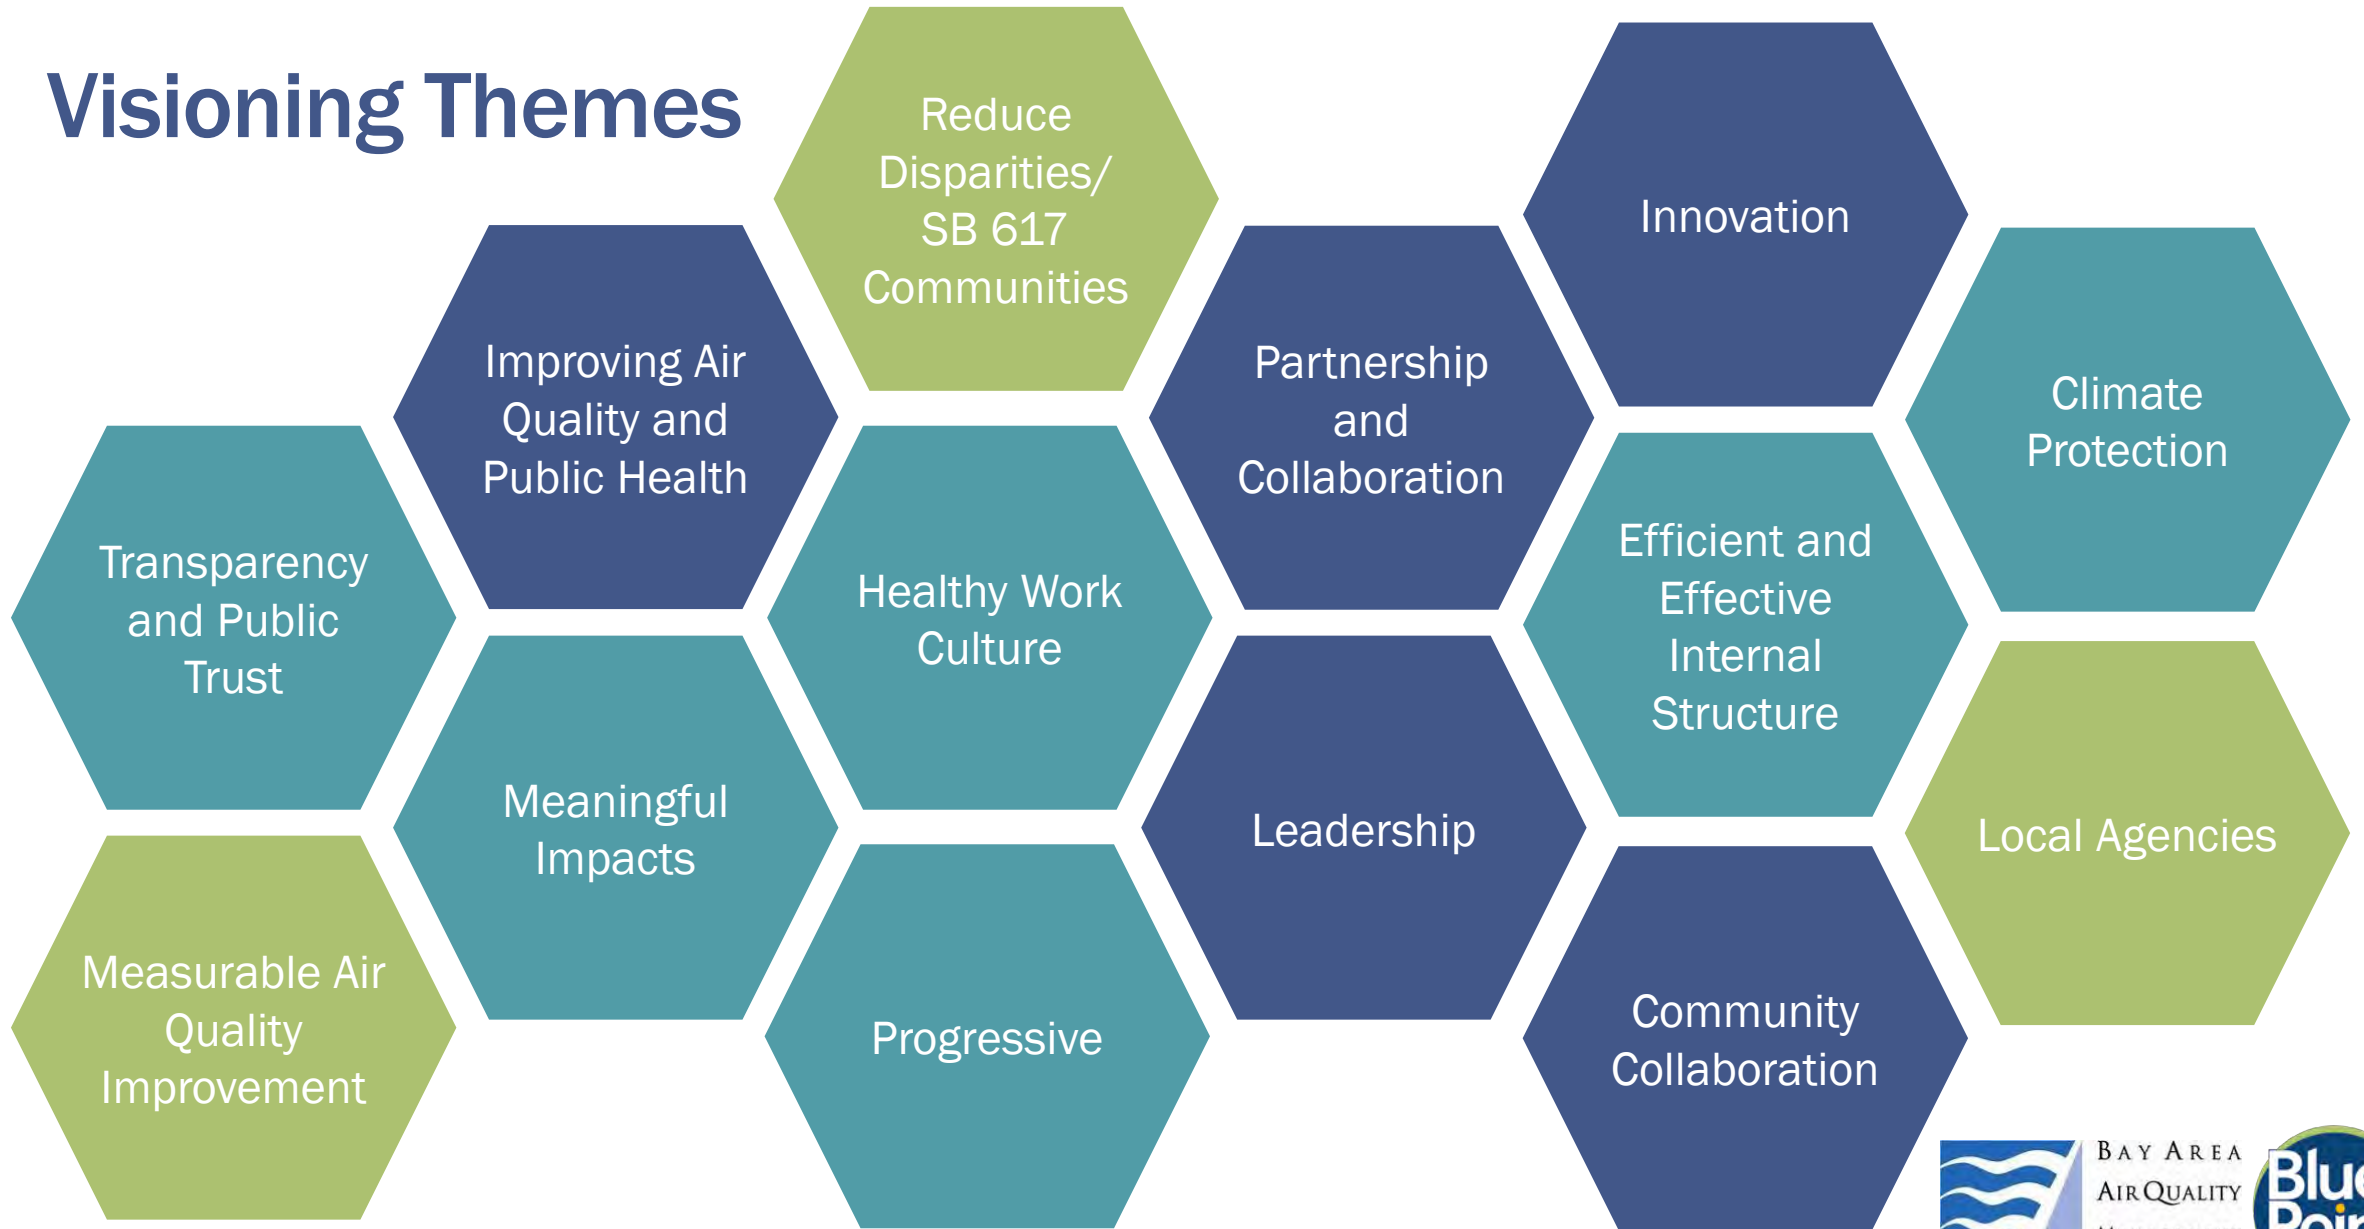 Visioning Themes
Reduce
Disparities/
SB 617
Communities
Innovation
Improving Air
Quality and
Public Health
Partnership
and
Collaboration
Climate
Protection
Transparency
and Public
Trust
Healthy Work
Culture
Efficient and
Effective
Internal
Structure
Meaningful
Impacts
Leadership
Local Agencies
Measurable Air
Quality
Improvement
Progressive
Community
Collaboration
BAY AREA
AIR QUALITY
Blue
Poin